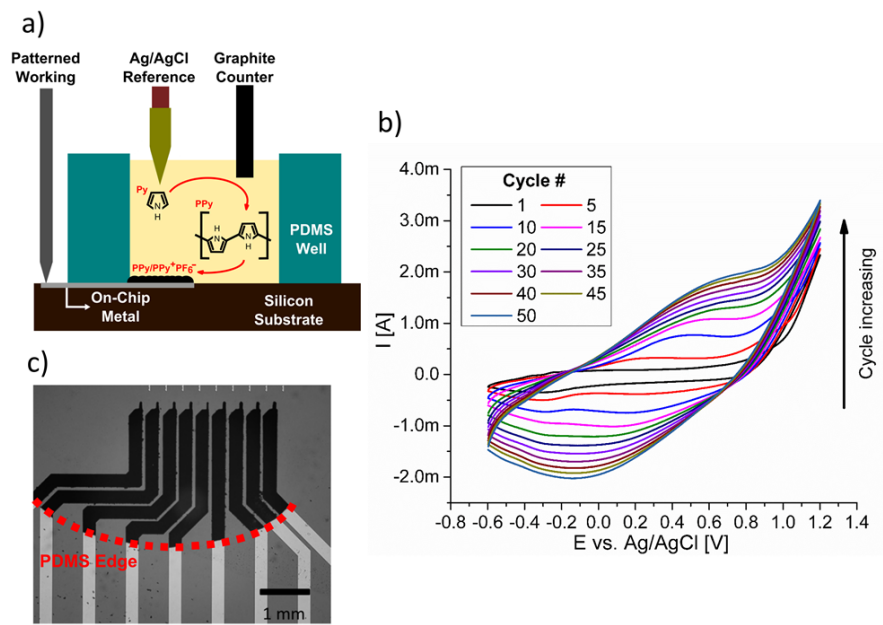 a)
Patterned
Working
Ag/AgCl
Reference
Graphite
Counter
Py
N
H
PPy
H
N
N
H
n
PDMS
Well
PPy/PPy⁺PF₆⁻
On-Chip
Metal
Silicon
Substrate
b)
4.0m
3.0m
2.0m
1.0m
0.0
-1.0m
-2.0m
I [A]
Cycle #
1 5
10 15
20 25
30 35
40 45
50
Cycle increasing
-0.8 -0.6 -0.4 -0.2 0.0 0.2 0.4 0.6 0.8 1.0 1.2 1.4
E vs. Ag/AgCl [V]
c)
PDMS Edge
1 mm